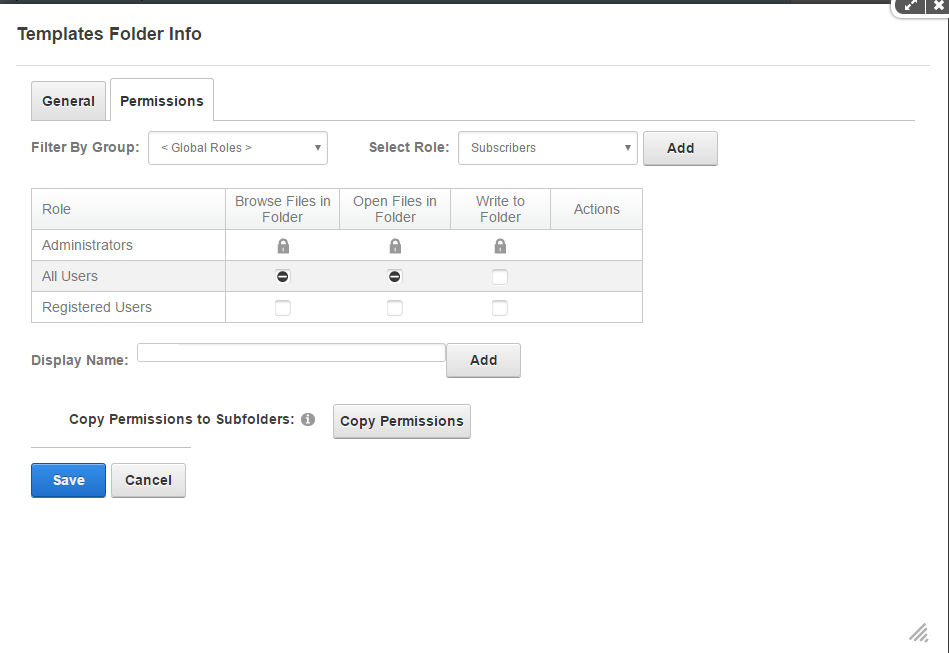 Templates Folder Info
General Permissions
Filter By Group: < Global Roles > Select Role: Subscribers Add
Role Browse Files in Folder Open Files in Folder Write to Folder Actions
Administrators
All Users
Registered Users
Display Name: Add
Copy Permissions to Subfolders: Copy Permissions
Save Cancel